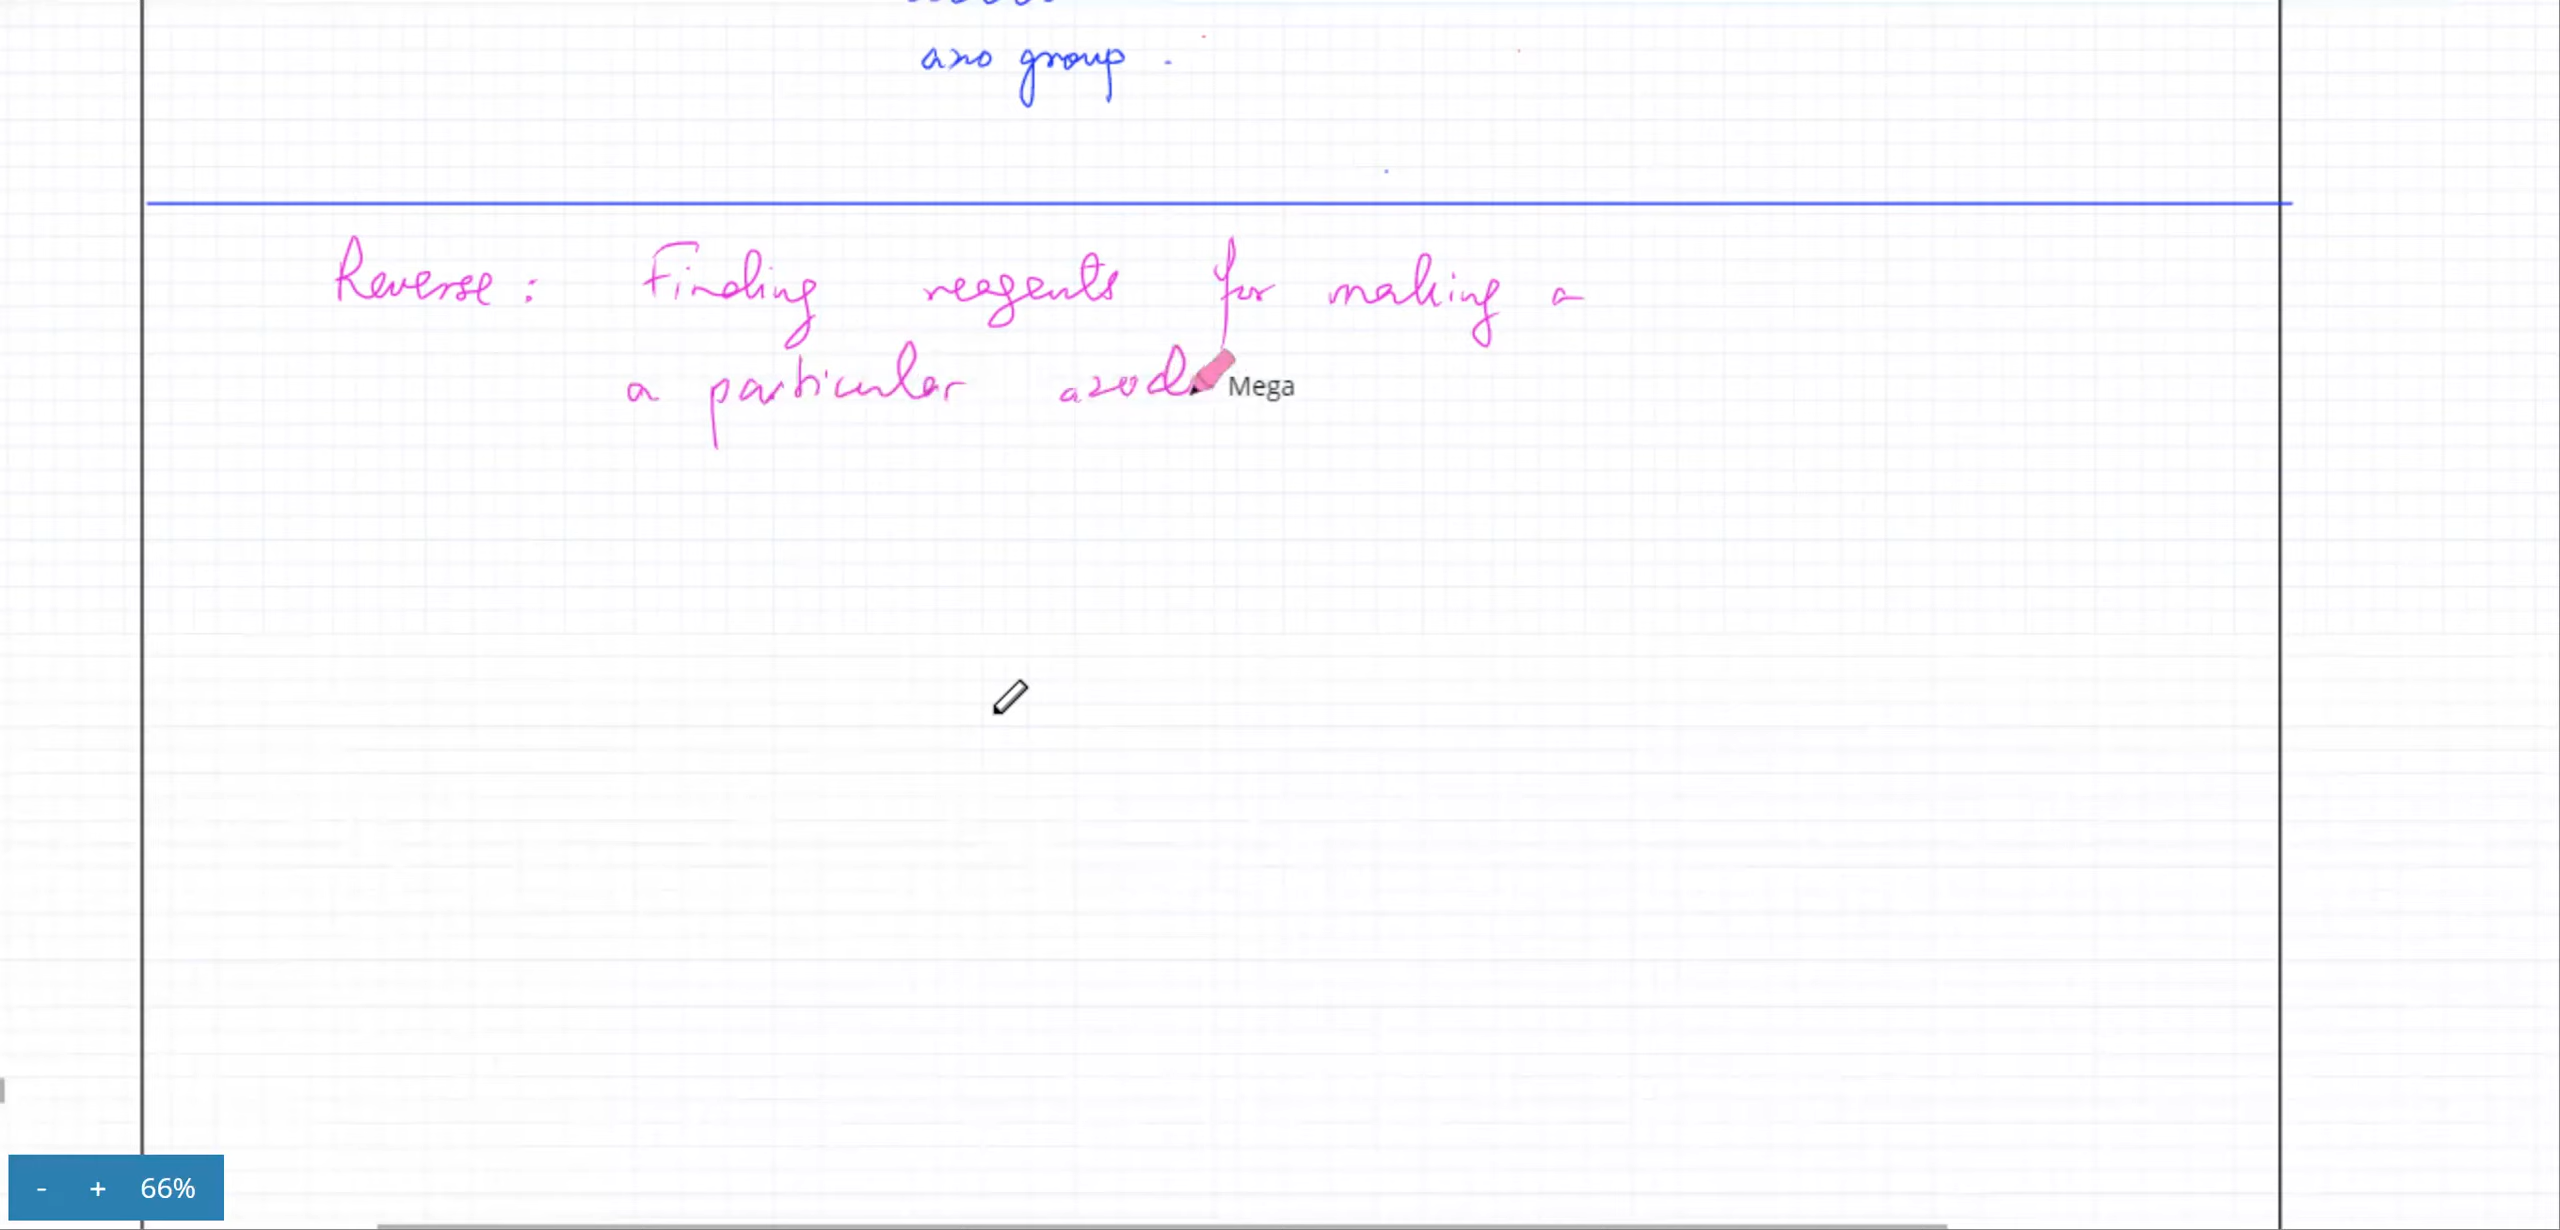 azo group .
Reverse : Finding reagents for making a
a particular azod
Mega
- + 66%